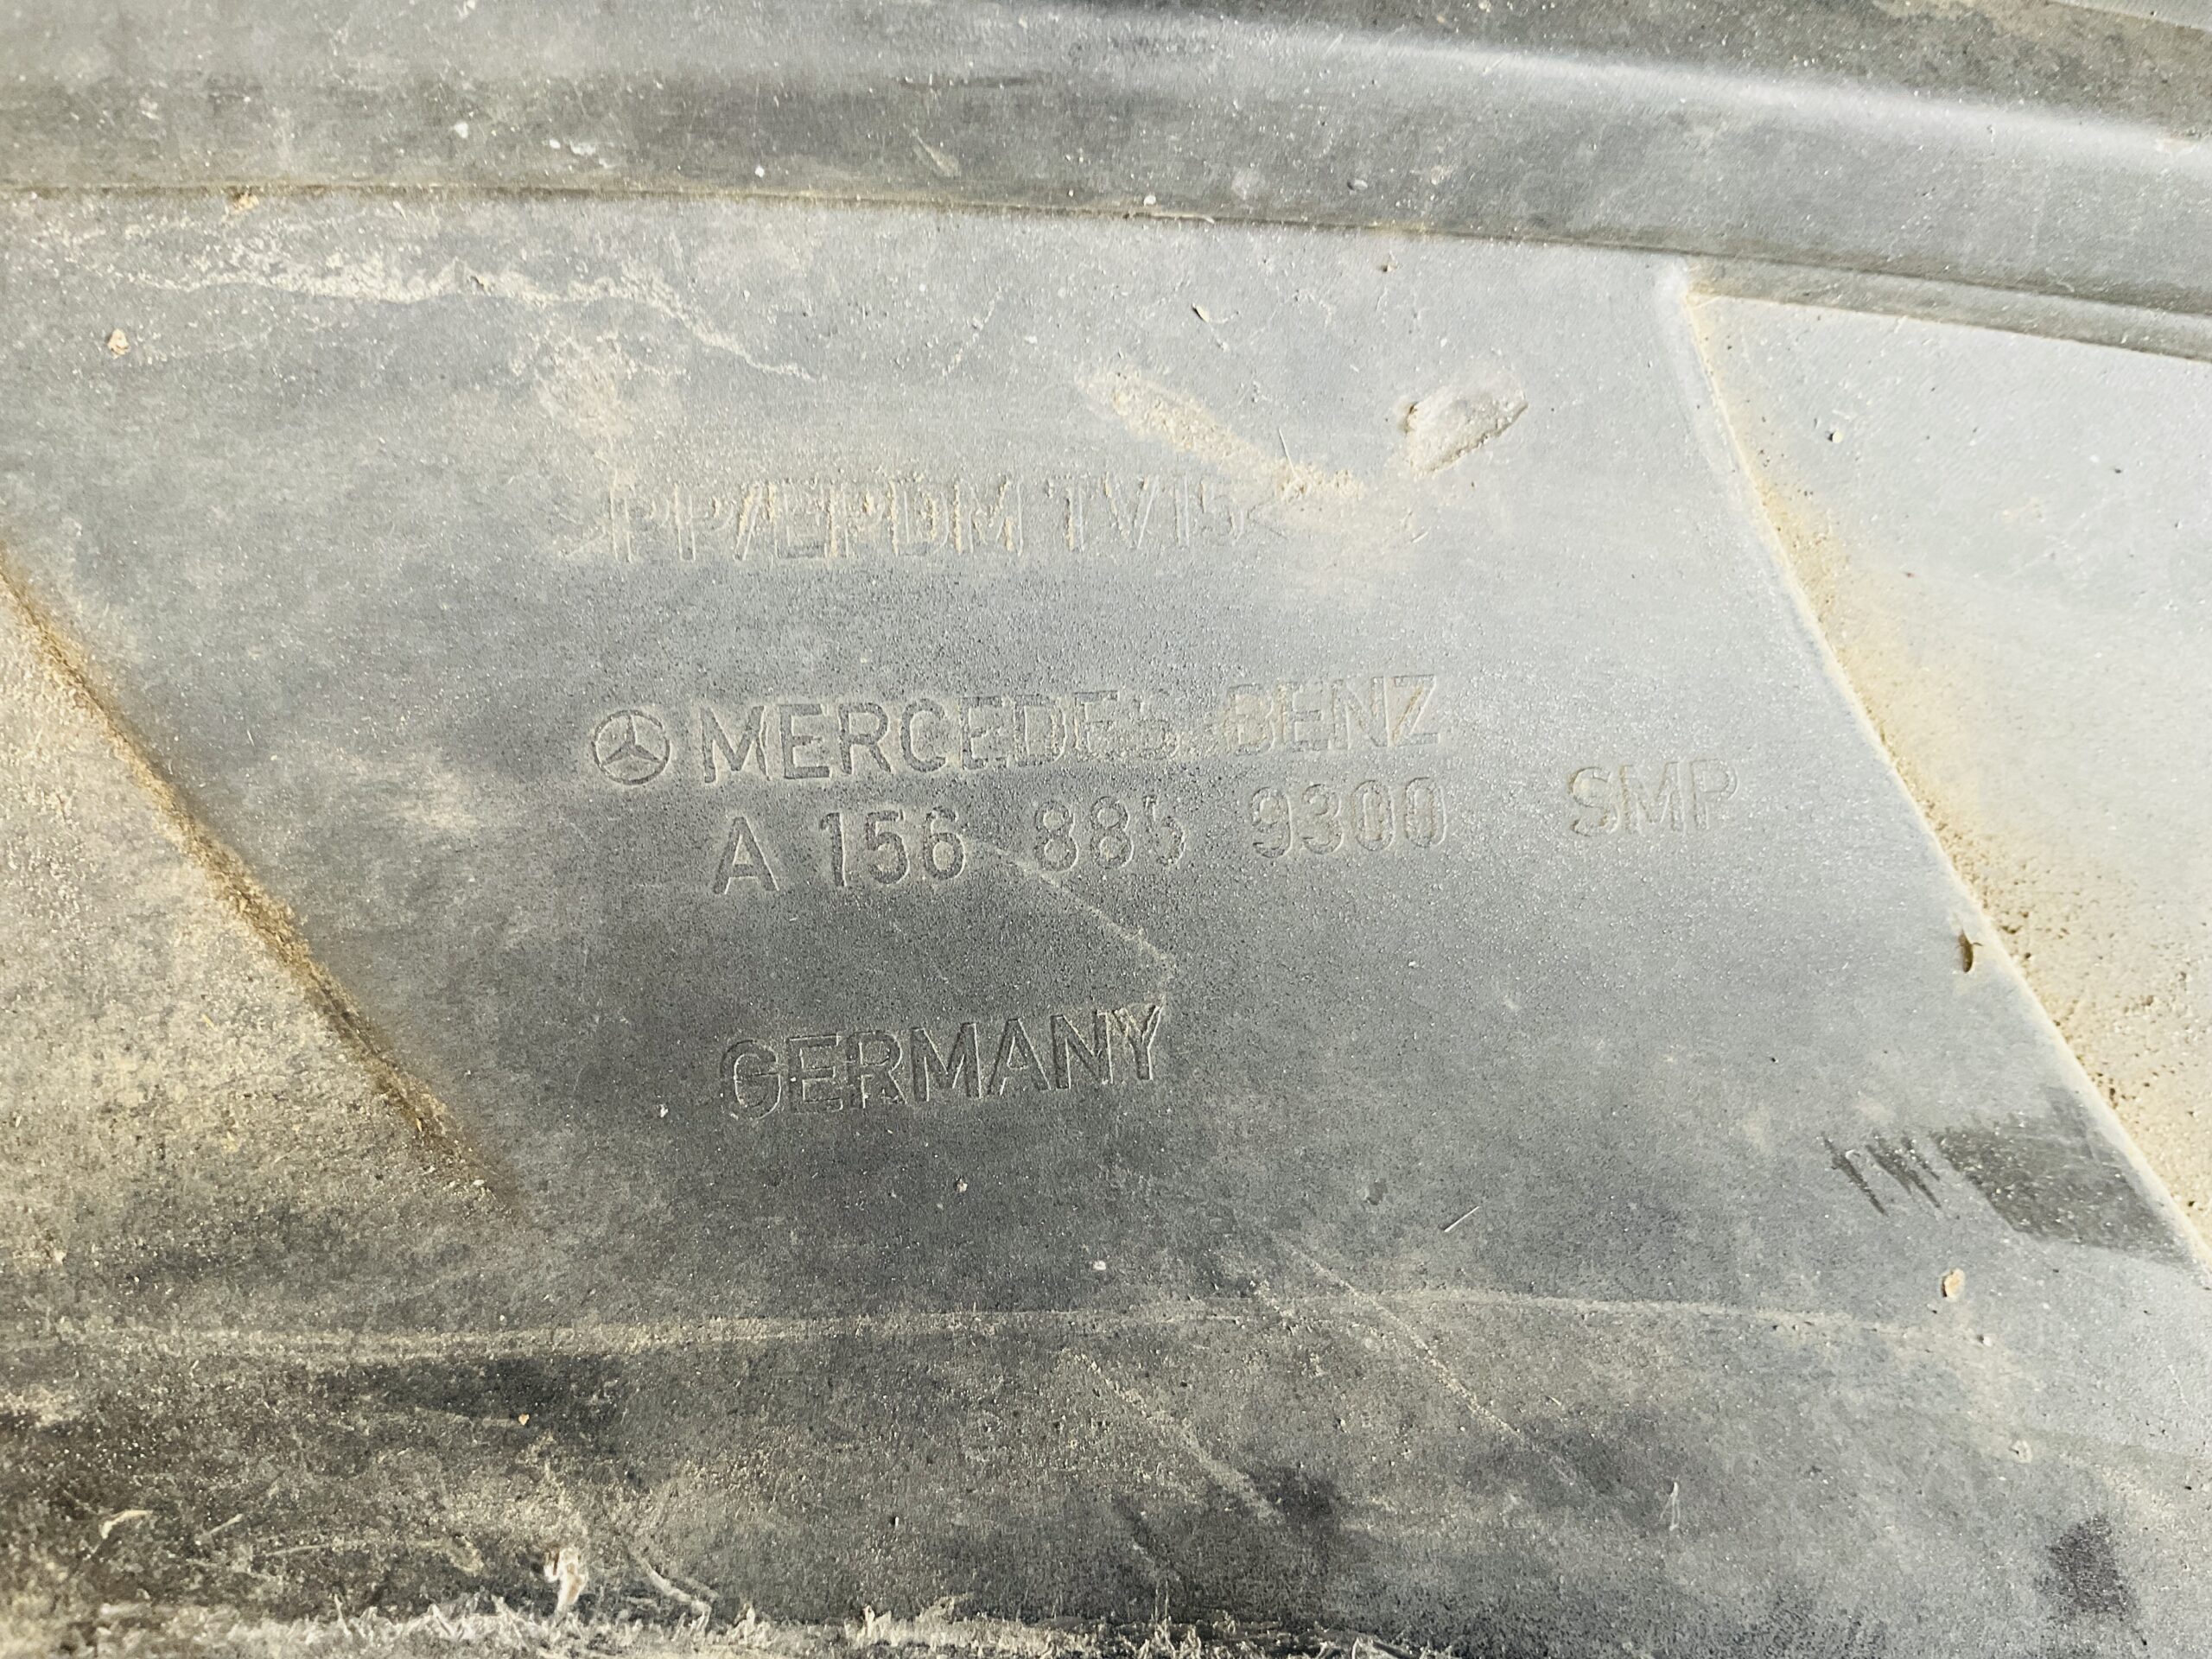 >PP/EPDM TV15<
MERCEDES-BENZ
A 156 885 9300 SMP
GERMANY